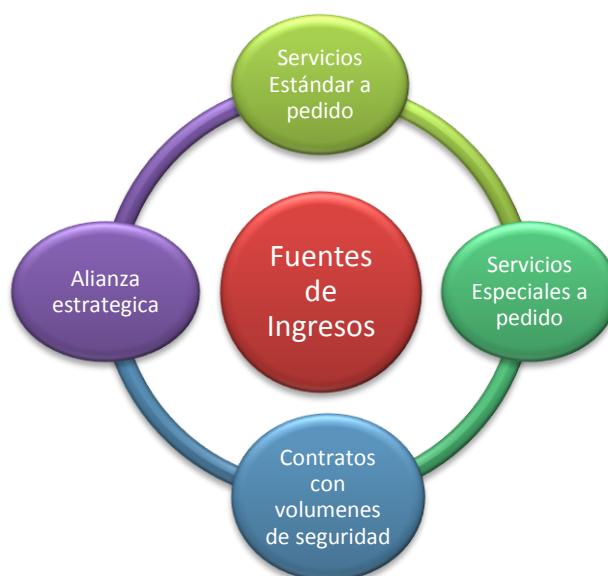 Servicios
Estándar a
pedido
Alianza
estrategica
Fuentes
de
Ingresos
Servicios
Especiales a
pedido
Contratos
con
volumenes
de seguridad